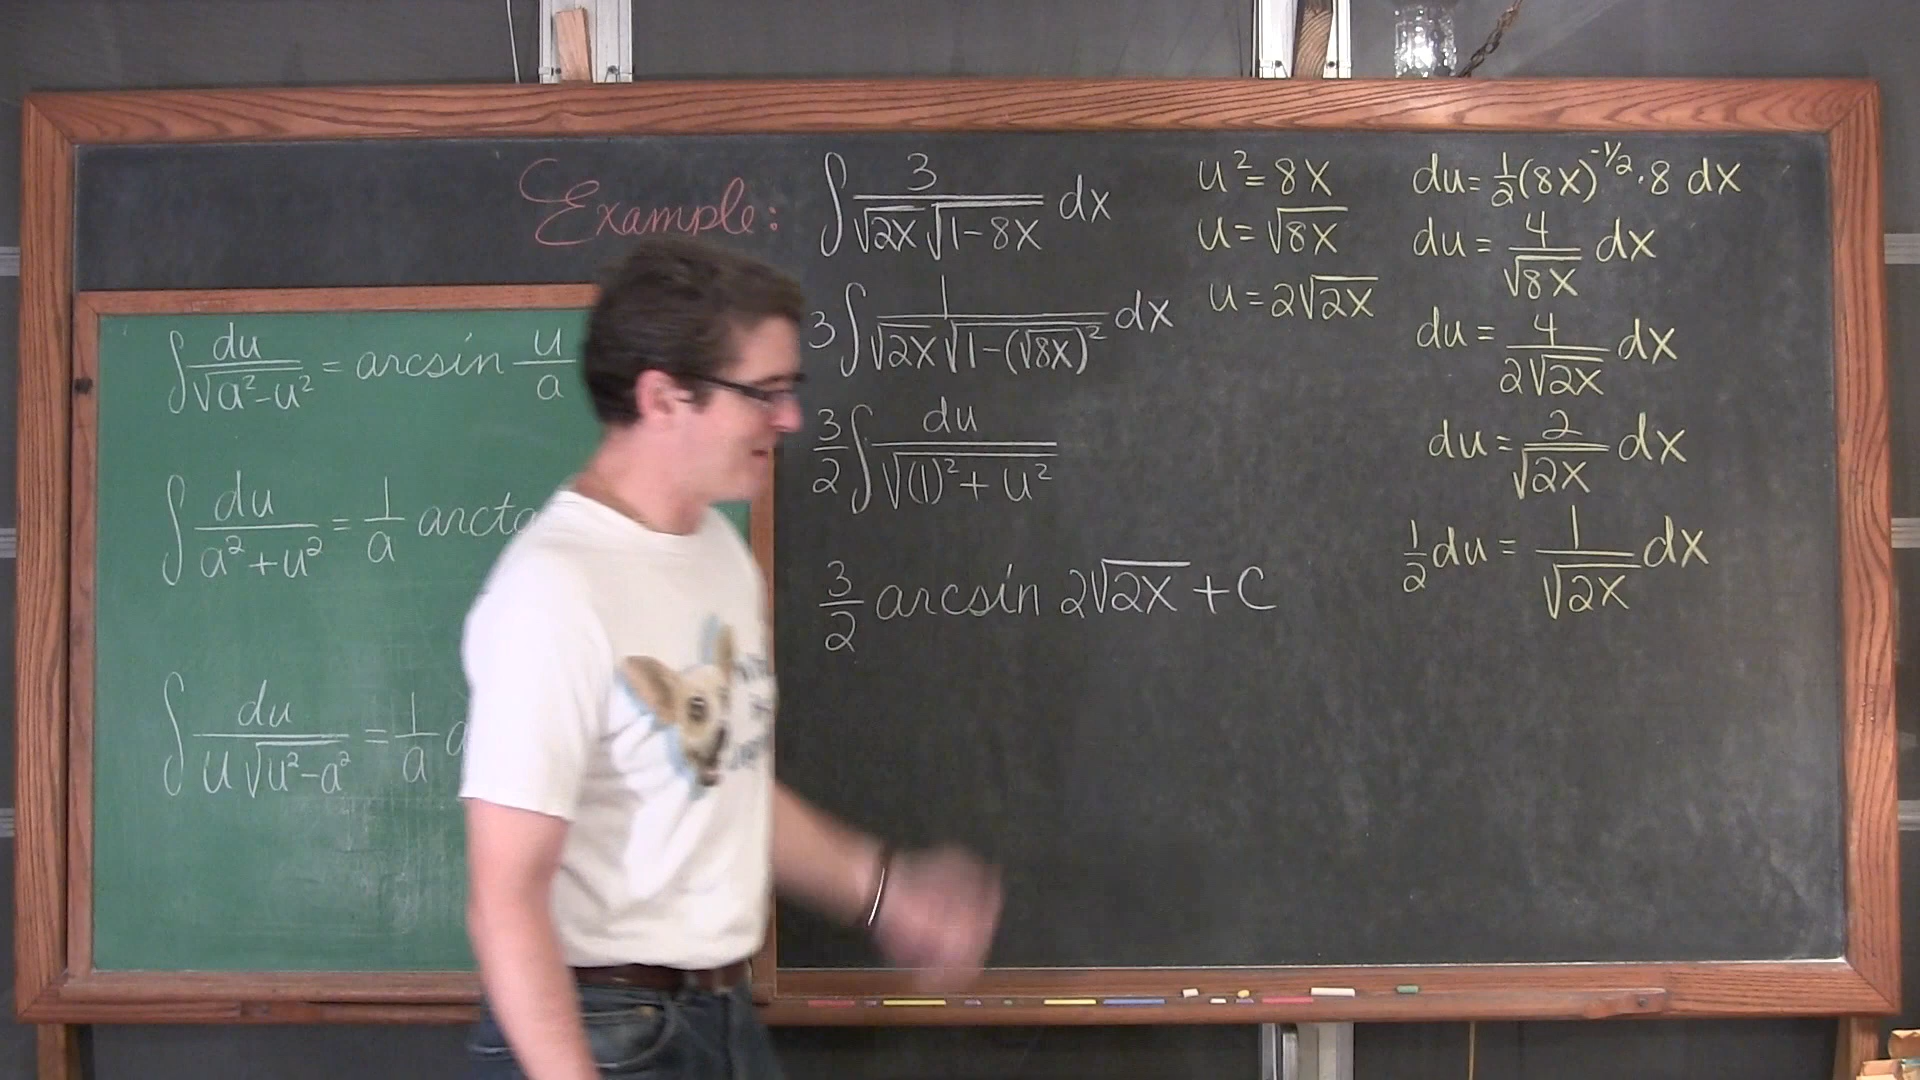 Example:
∫ 3/(√2x √1-8x) dx
3∫ 1/(√2x √1-(√8x)²) dx
3/2 ∫ du/√(1)²+u²
3/2 arcsin 2√2x + C
u² = 8x
u = √8x
u = 2√2x
du = 1/2(8x)^-1/2 · 8 dx
du = 4/√8x dx
du = 4/(2√2x) dx
du = 2/√2x dx
1/2 du = 1/√2x dx
∫ du/√a²-u² = arcsin u/a
∫ du/(a²+u²) = 1/a arcta
∫ du/(u√u²-a²) = 1/a a